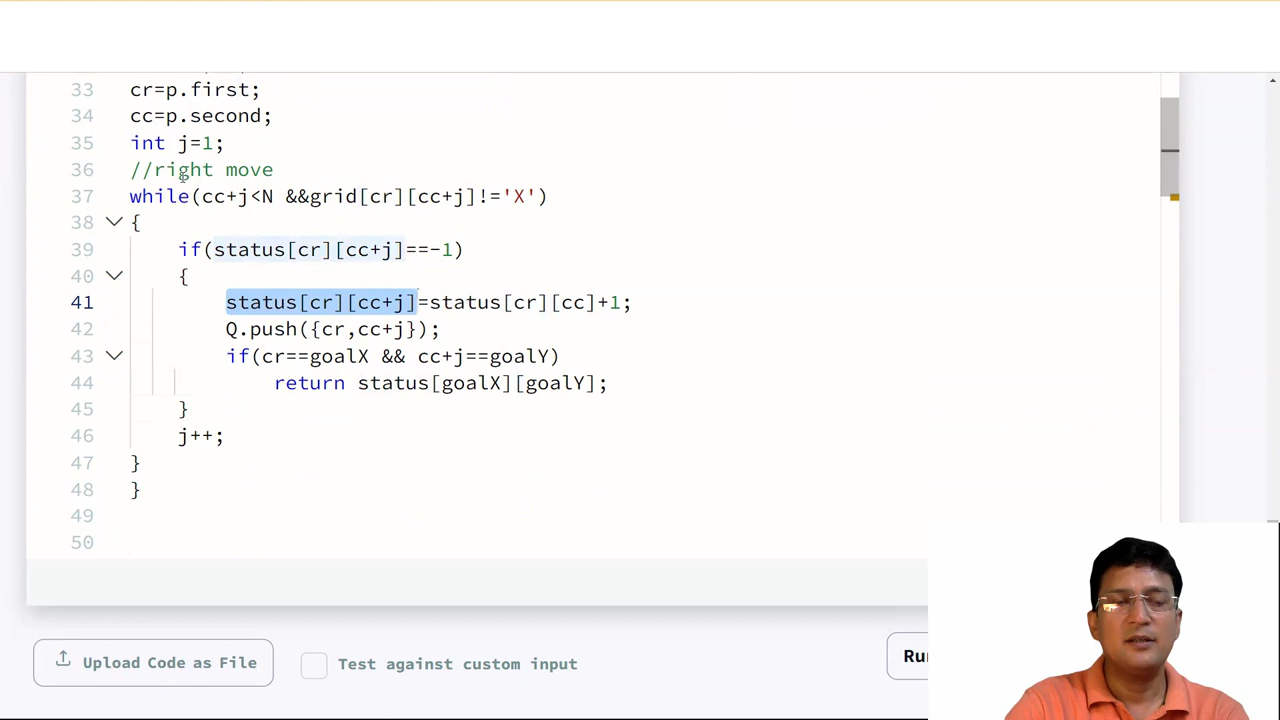 33 cr=p.first;
34 cc=p.second;
35 int j=1;
36 //right move
37 while(cc+j<N &&grid[cr][cc+j]!='X')
38 {
39 if(status[cr][cc+j]==-1)
40 {
41 status[cr][cc+j]=status[cr][cc]+1;
42 Q.push({cr,cc+j});
43 if(cr==goalX && cc+j==goalY)
44 return status[goalX][goalY];
45 }
46 j++;
47 }
48 }
49
50
Upload Code as File
Test against custom input